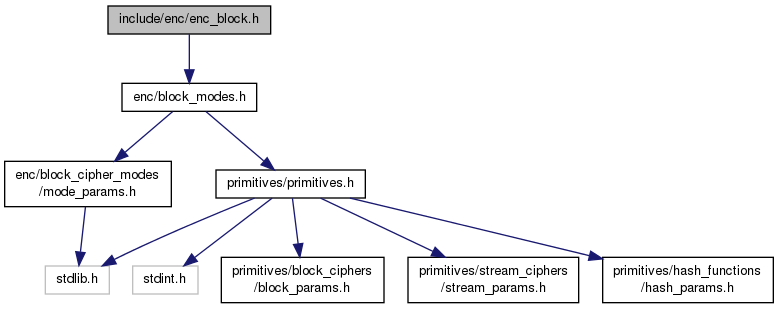 include/enc/enc_block.h
enc/block_modes.h
enc/block_cipher_modes
/mode_params.h
primitives/primitives.h
stdlib.h
stdint.h
primitives/block_ciphers
/block_params.h
primitives/stream_ciphers
/stream_params.h
primitives/hash_functions
/hash_params.h